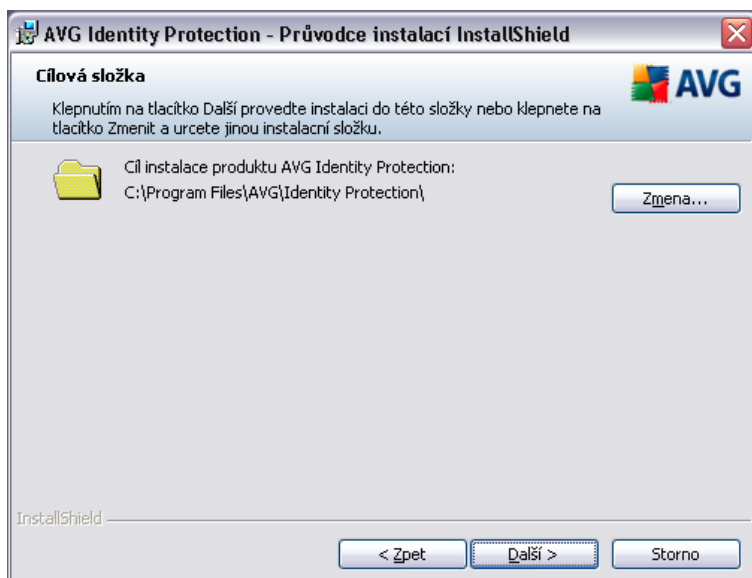 AVG Identity Protection - Průvodce instalací InstallShield
Cílová složka
AVG
Klepnutím na tlacítko Další provedte instalaci do této složky nebo klepnete na
tlacítko Zmenit a urcete jinou instalacní složku.
Cíl instalace produktu AVG Identity Protection:
C:\Program Files\AVG\Identity Protection\
Zmena...
InstallShield
< Zpet
Další >
Storno